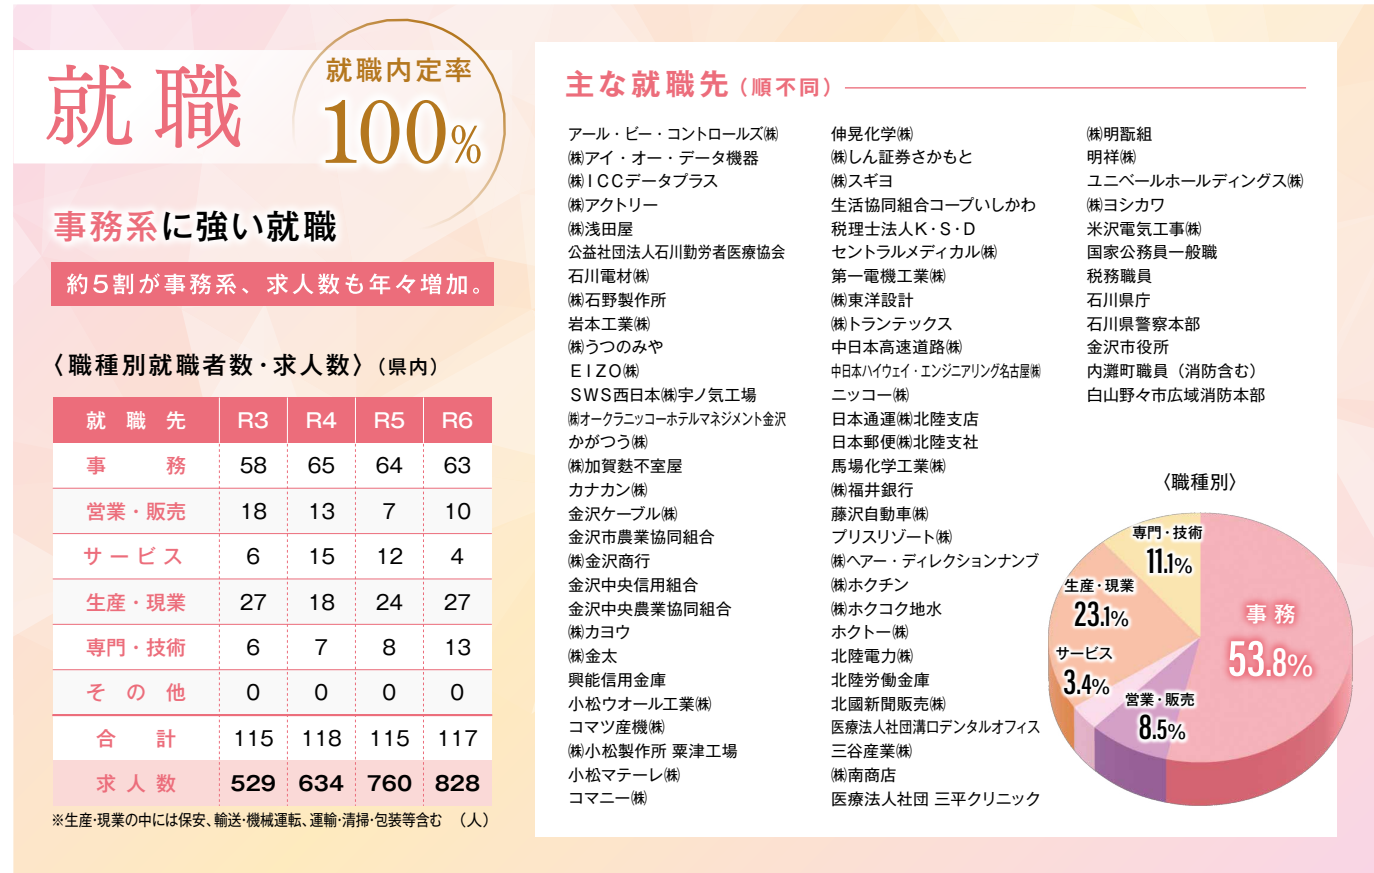 就職
就職内定率
100%
事務系に強い就職
約5割が事務系、求人数も年々増加。
〈職種別就職者数・求人数〉（県内）
就職先 R3 R4 R5 R6
事務 58 65 64 63
営業・販売 18 13 7 10
サービス 6 15 12 4
生産・現業 27 18 24 27
専門・技術 6 7 8 13
その他 0 0 0 0
合計 115 118 115 117
求人数 529 634 760 828
※生産・現業の中には保安、輸送・機械運転、運輸・清掃・包装等含む （人）
主な就職先（順不同）
アール・ビー・コントロールズ㈱
㈱アイ・オー・データ機器
㈱ICCデータプラス
㈱アクトリー
㈱浅田屋
公益社団法人石川勤労者医療協会
石川電材㈱
㈱石野製作所
岩本工業㈱
㈱うつのみや
EIZO㈱
SWS西日本㈱宇ノ気工場
㈱オークラニッコーホテルマネジメント金沢
かがつう㈱
㈱加賀麩不室屋
カナカン㈱
金沢ケーブル㈱
金沢市農業協同組合
㈱金沢商行
金沢中央信用組合
金沢中央農業協同組合
㈱カヨウ
㈱金太
興能信用金庫
小松ウオール工業㈱
コマツ産機㈱
㈱小松製作所 粟津工場
小松マテーレ㈱
コマニー㈱
伸晃化学㈱
㈱しん証券さかもと
㈱スギヨ
生活協同組合コープいしかわ
税理士法人K・S・D
セントラルメディカル㈱
第一電機工業㈱
㈱東洋設計
㈱トランテックス
中日本高速道路㈱
中日本ハイウェイ・エンジニアリング名古屋㈱
ニッコー㈱
日本通運㈱北陸支店
日本郵便㈱北陸支社
馬場化学工業㈱
㈱福井銀行
藤沢自動車㈱
プリスリゾート㈱
㈱ヘアー・ディレクションナンブ
㈱ホクチン
㈱ホクコク地水
ホクトー㈱
北陸電力㈱
北陸労働金庫
北國新聞販売㈱
医療法人社団溝口デンタルオフィス
三谷産業㈱
㈱南商店
医療法人社団 三平クリニック
㈱明翫組
明祥㈱
ユニベールホールディングス㈱
㈱ヨシカワ
米沢電気工事㈱
国家公務員一般職
税務職員
石川県庁
石川県警察本部
金沢市役所
内灘町職員（消防含む）
白山野々市広域消防本部
〈職種別〉
専門・技術
11.1%
生産・現業
23.1%
サービス
3.4%
営業・販売
8.5%
事務
53.8%